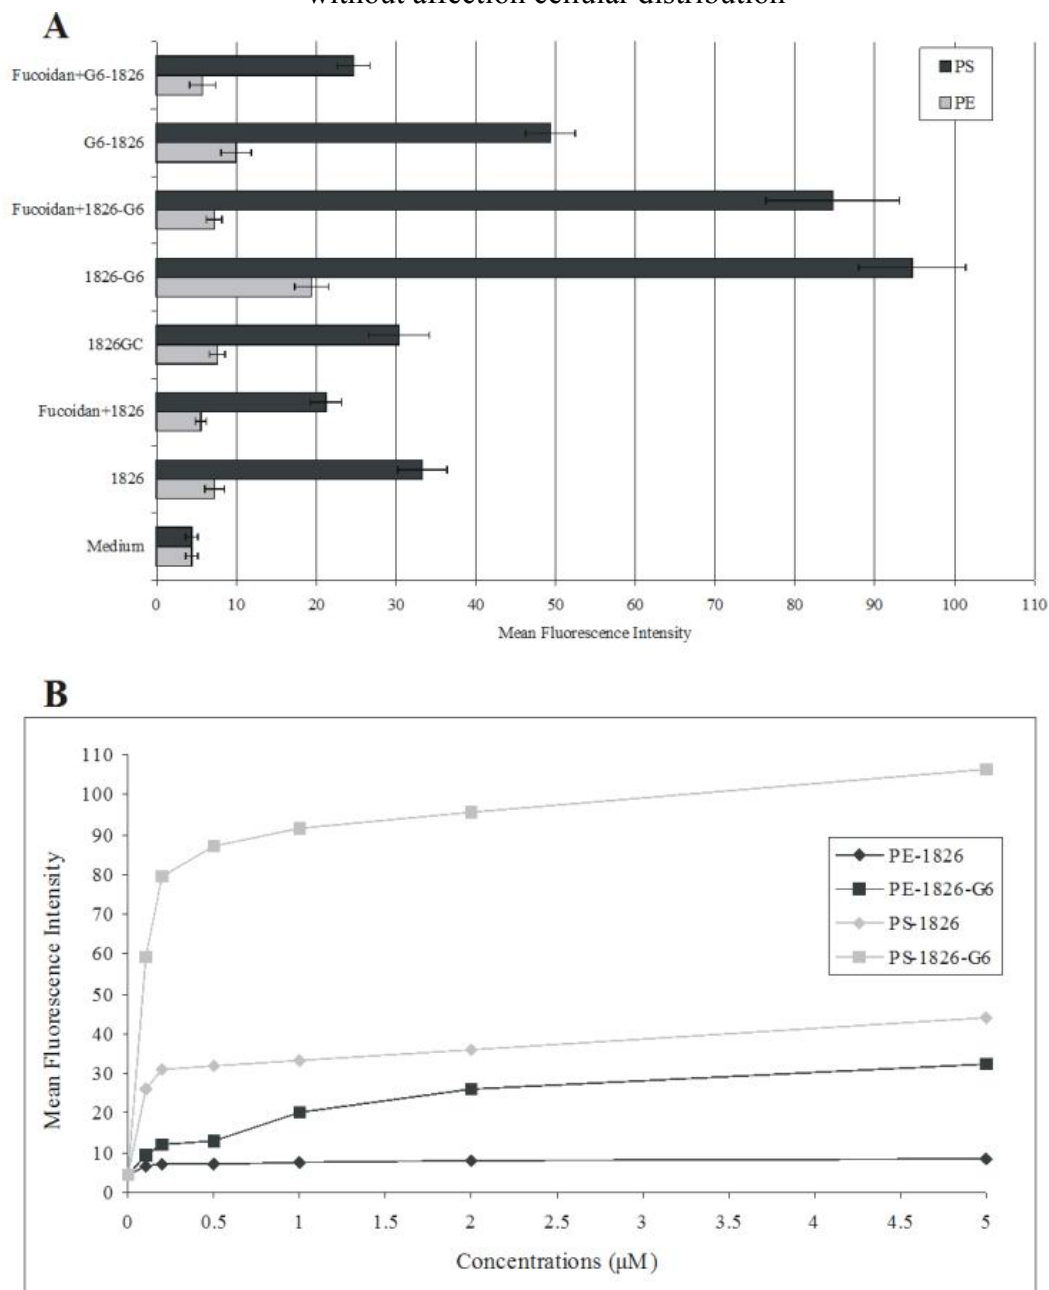 without affection cellular distribution
A
Fucoidan+G6-1826
G6-1826
Fucoidan+1826-G6
1826-G6
1826GC
Fucoidan+1826
1826
Medium
PS
PE
0 10 20 30 40 50 60 70 80 90 100 110
Mean Fluorescence Intensity
B
110
100
90
80
70
60
50
40
30
20
10
0
Mean Fluorescence Intensity
PE-1826
PE-1826-G6
PS-1826
PS-1826-G6
0 0.5 1 1.5 2 2.5 3 3.5 4 4.5 5
Concentrations (μM)